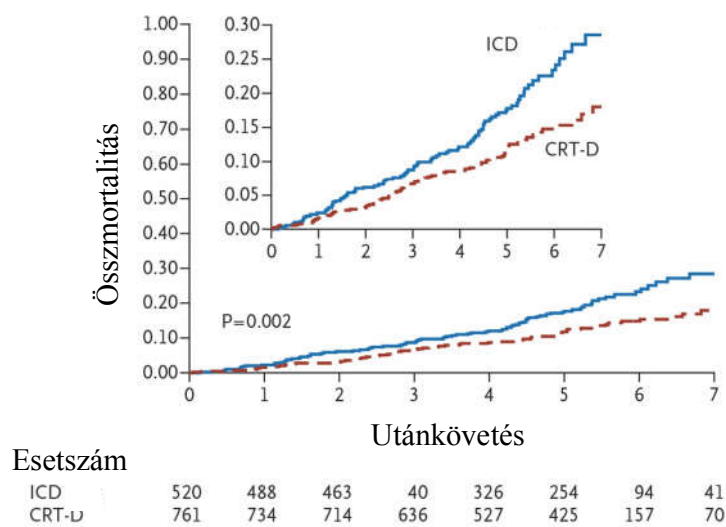 Összmortalitás
1.00
0.90
0.80
0.70
0.60
0.50
0.40
0.30
0.20
0.10
0.00
0.30
0.25
0.20
0.15
0.10
0.05
0.00
ICD
CRT-D
0 1 2 3 4 5 6 7
P=0.002
0 1 2 3 4 5 6 7
Utánkövetés
Esetszám
ICD 520 488 463 40 326 254 94 41
CRT-D 761 734 714 636 527 425 157 70